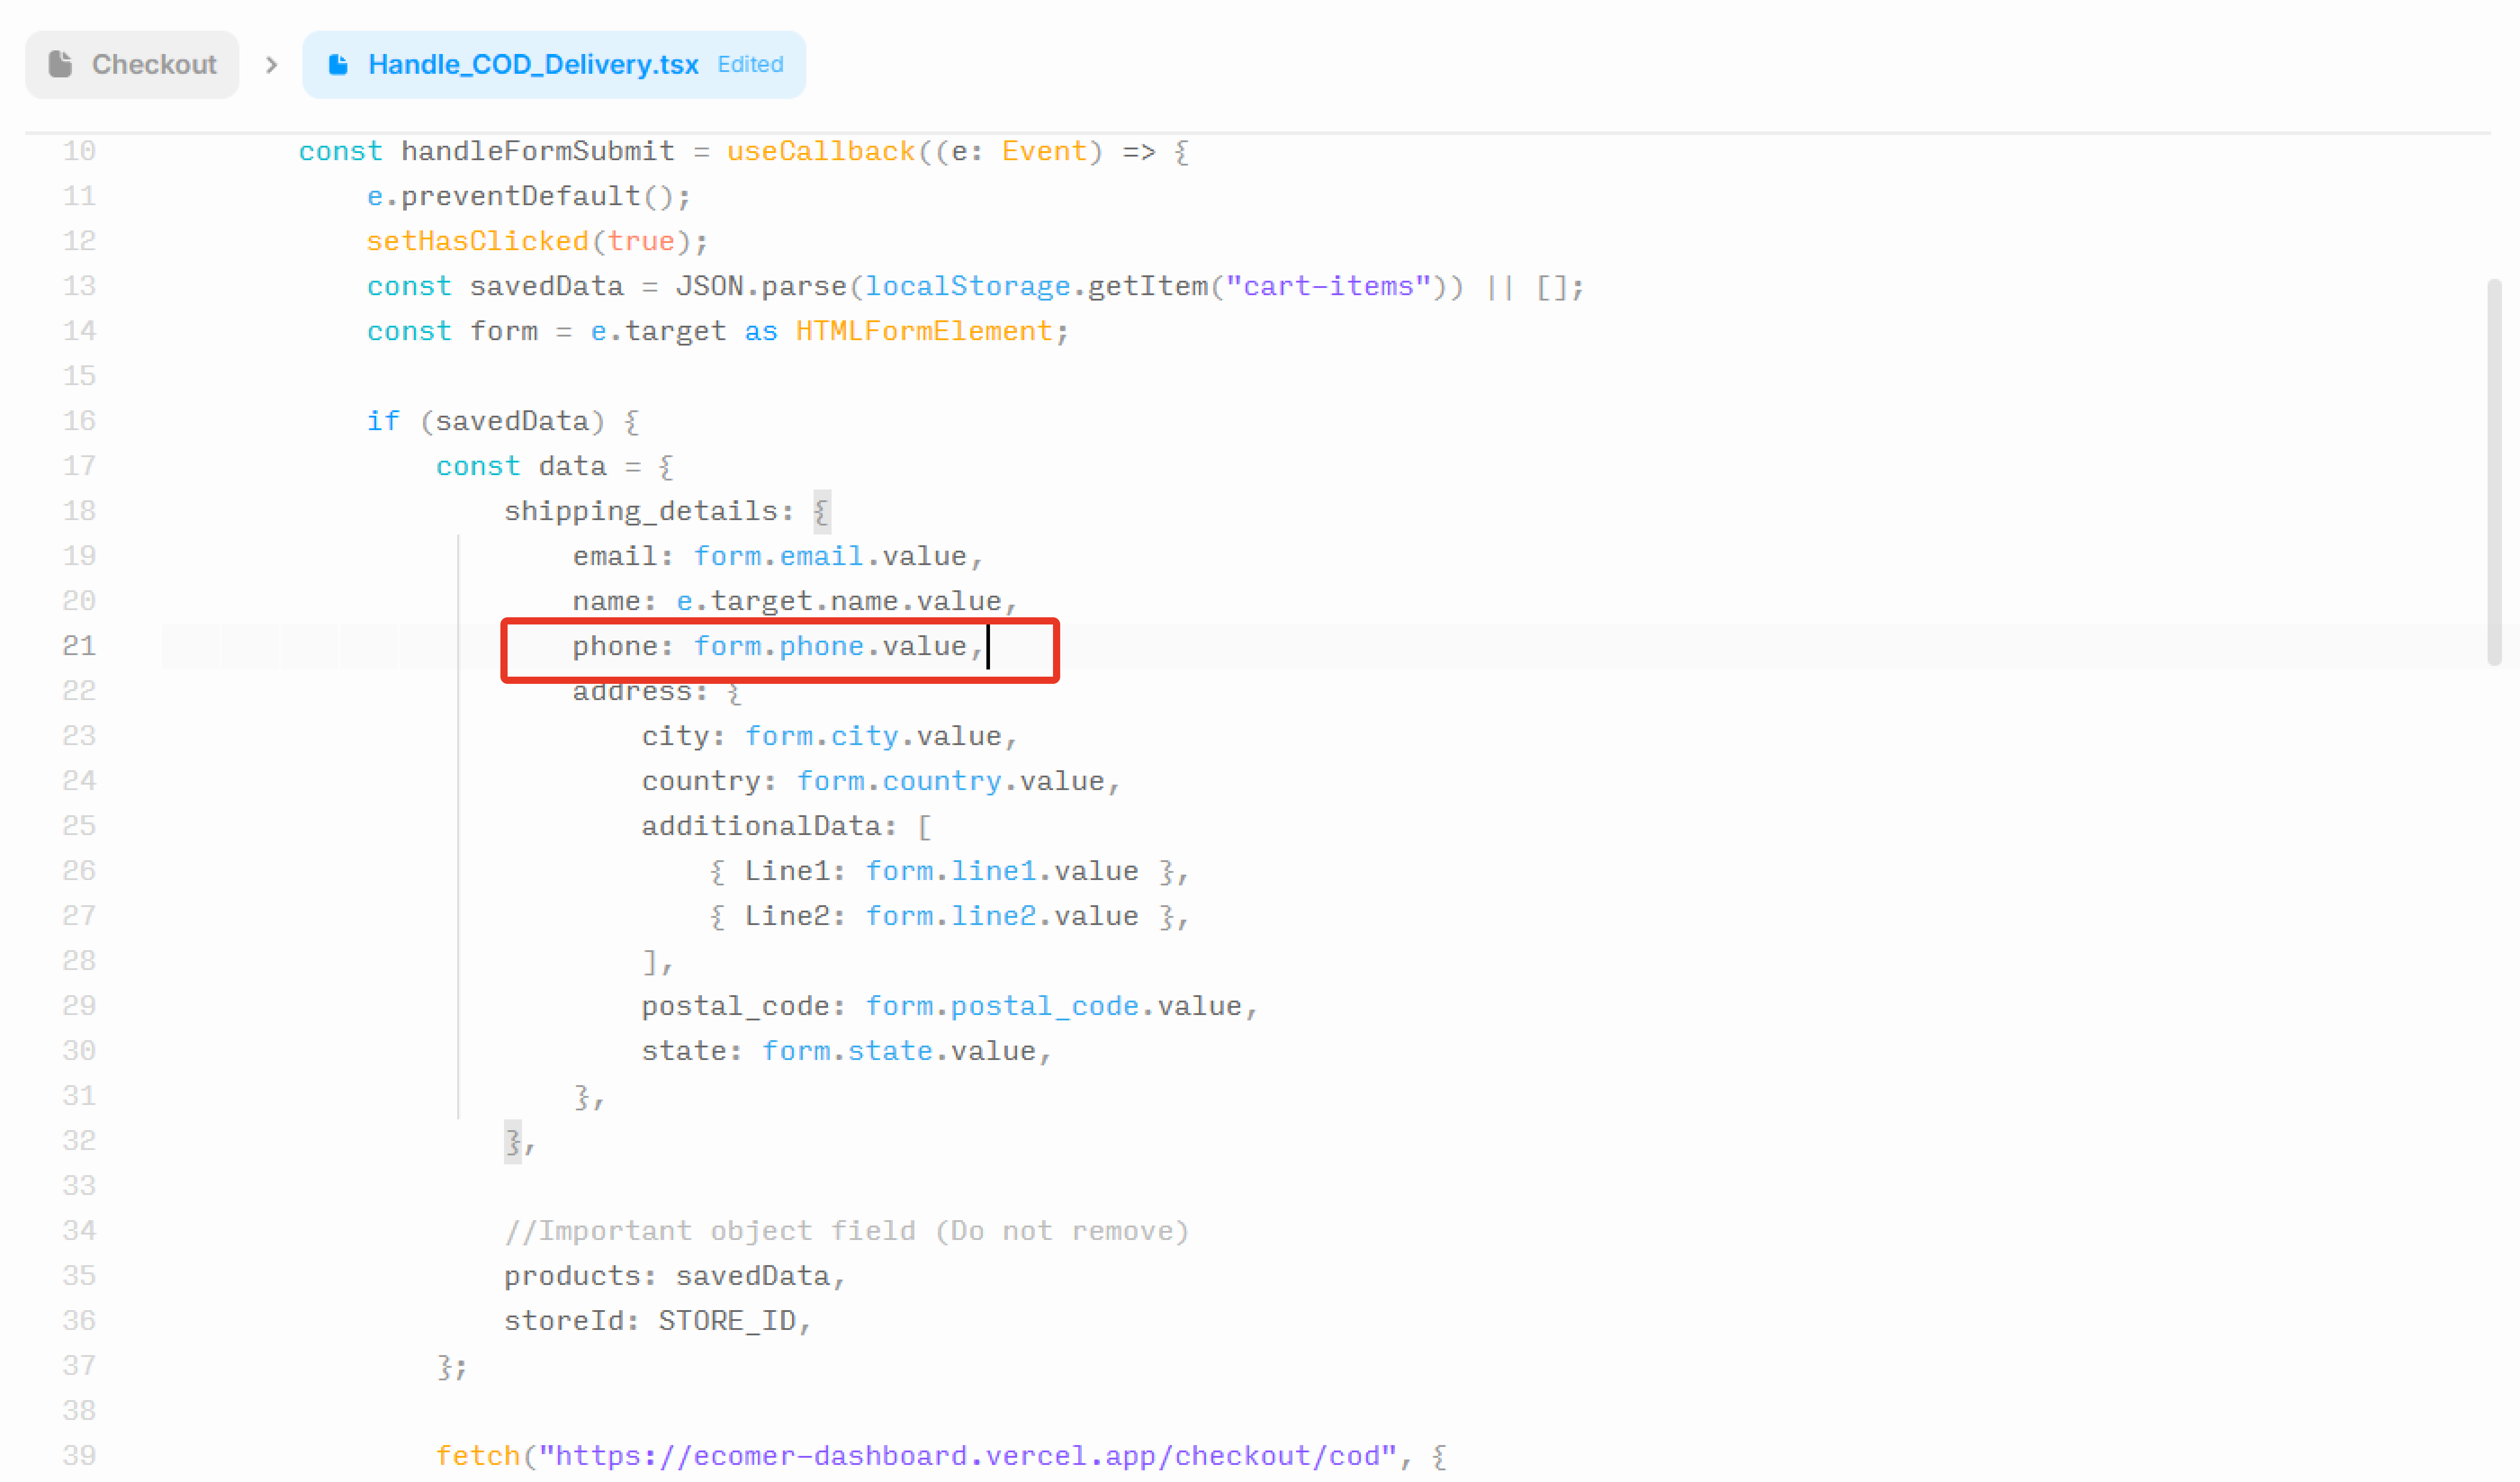 Checkout > Handle_COD_Delivery.tsx Edited
10 const handleFormSubmit = useCallback((e: Event) => {
11 e.preventDefault();
12 setHasClicked(true);
13 const savedData = JSON.parse(localStorage.getItem("cart-items")) || [];
14 const form = e.target as HTMLFormElement;
15
16 if (savedData) {
17 const data = {
18 shipping_details: {
19 email: form.email.value,
20 name: e.target.name.value,
21 phone: form.phone.value,
22 address: {
23 city: form.city.value,
24 country: form.country.value,
25 additionalData: [
26 { Line1: form.line1.value },
27 { Line2: form.line2.value },
28 ],
29 postal_code: form.postal_code.value,
30 state: form.state.value,
31 },
32 },
33
34 //Important object field (Do not remove)
35 products: savedData,
36 storeId: STORE_ID,
37 };
38
39 fetch("https://ecomer-dashboard.vercel.app/checkout/cod", {